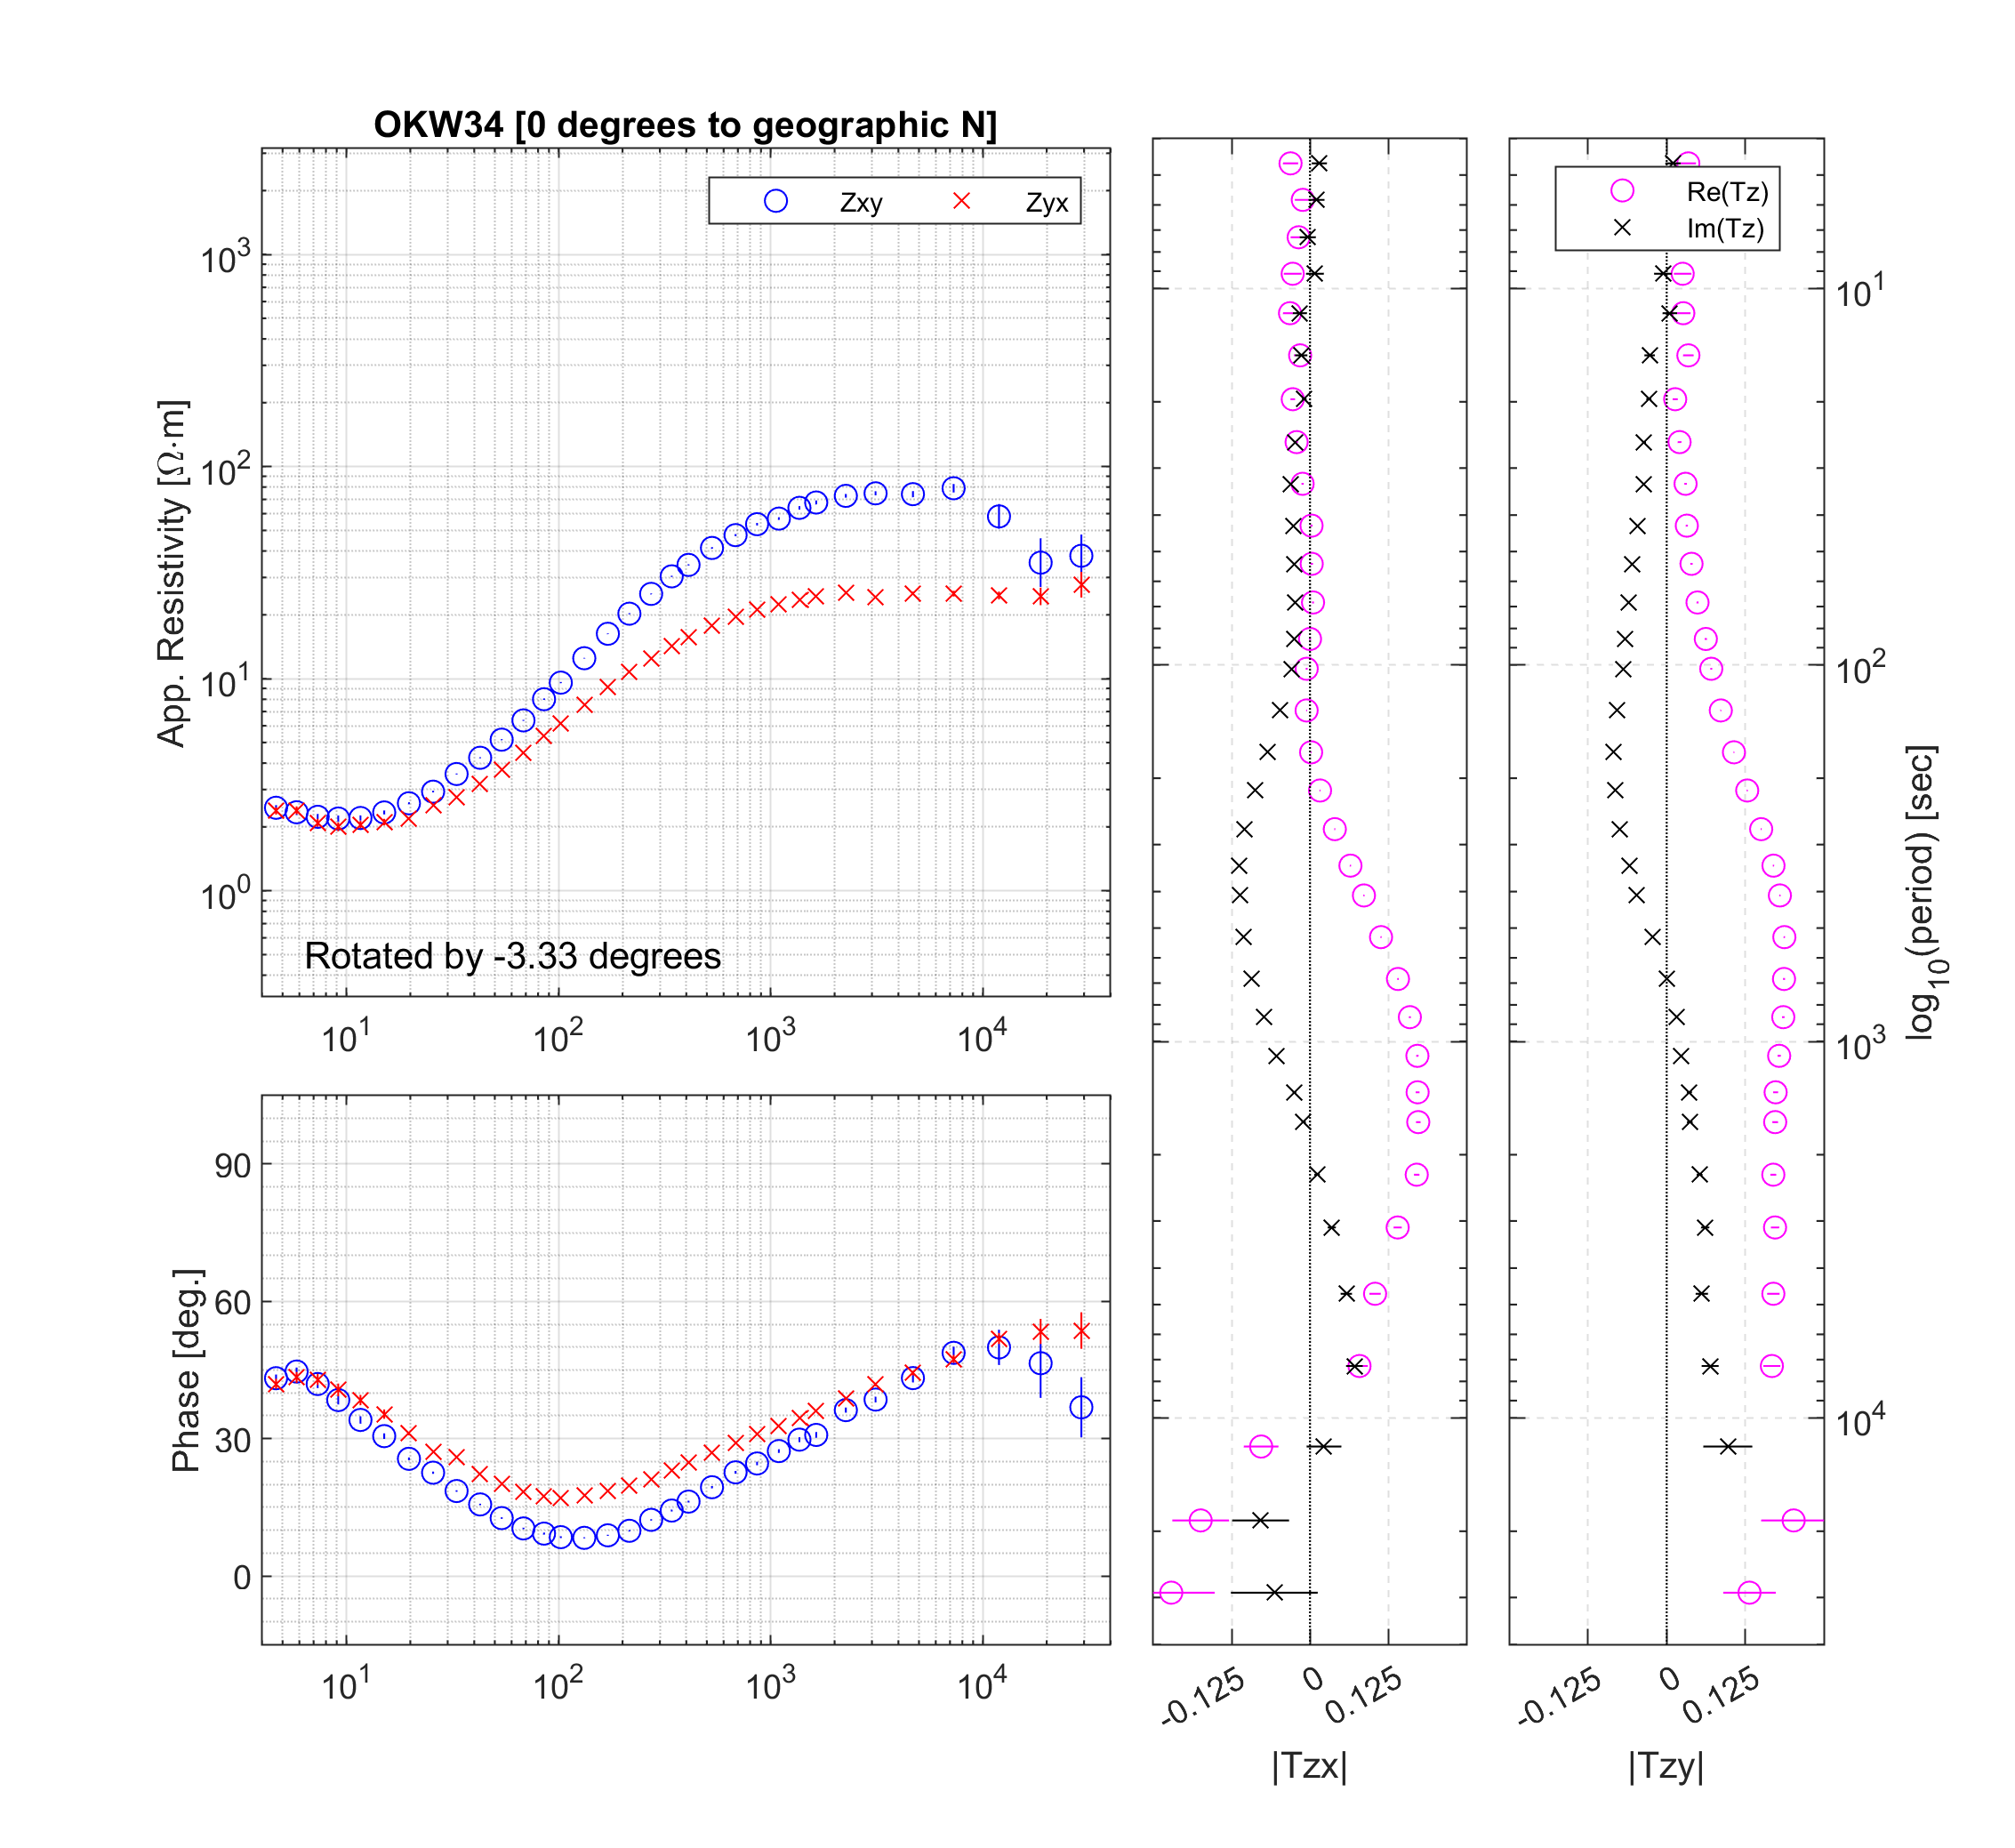 OKW34 [0 degrees to geographic N]
Zxy Zyx
App. Resistivity [Ω·m]
10^3
10^2
10^1
10^0
Rotated by -3.33 degrees
10^1 10^2 10^3 10^4
Phase [deg.]
90
60
30
0
10^1 10^2 10^3 10^4
-0.125 0 0.125
|Tzx|
Re(Tz)
Im(Tz)
-0.125 0 0.125
|Tzy|
10^1
10^2
10^3
10^4
log_10(period) [sec]